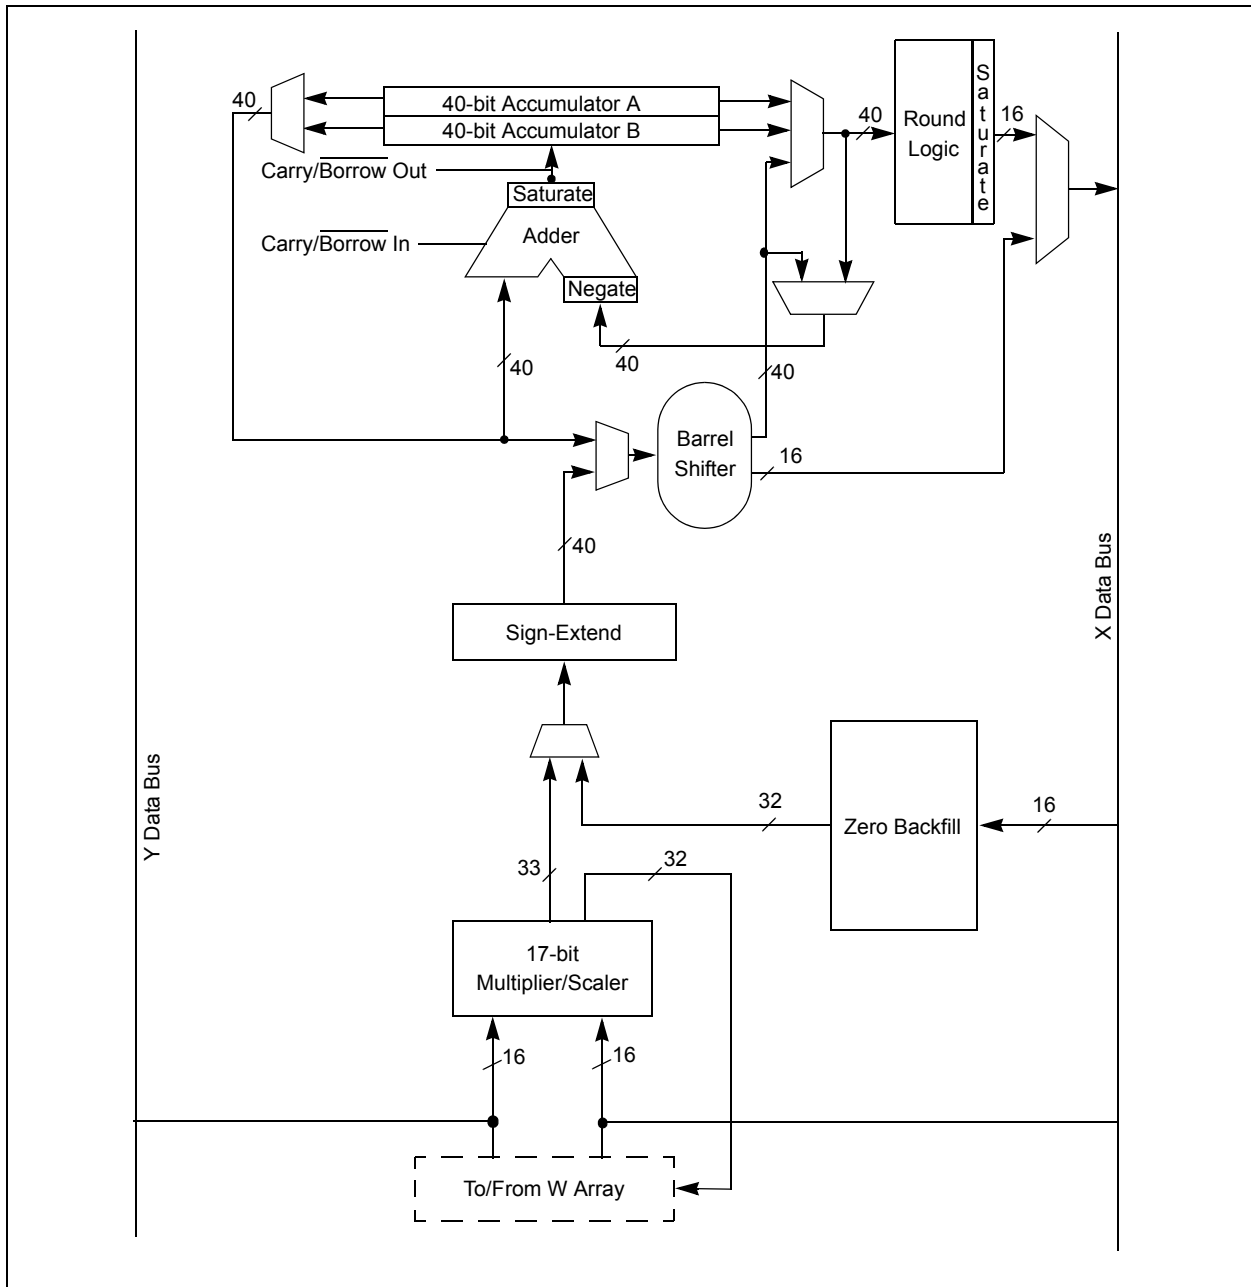 40
40-bit Accumulator A
40-bit Accumulator B
Carry/Borrow Out
Saturate
Carry/Borrow In
Adder
Negate
40
Round
Logic
Saturate
16
40
40
40
Barrel
Shifter
16
40
Sign-Extend
X Data Bus
Y Data Bus
32
Zero Backfill
16
33
32
17-bit
Multiplier/Scaler
16
16
To/From W Array